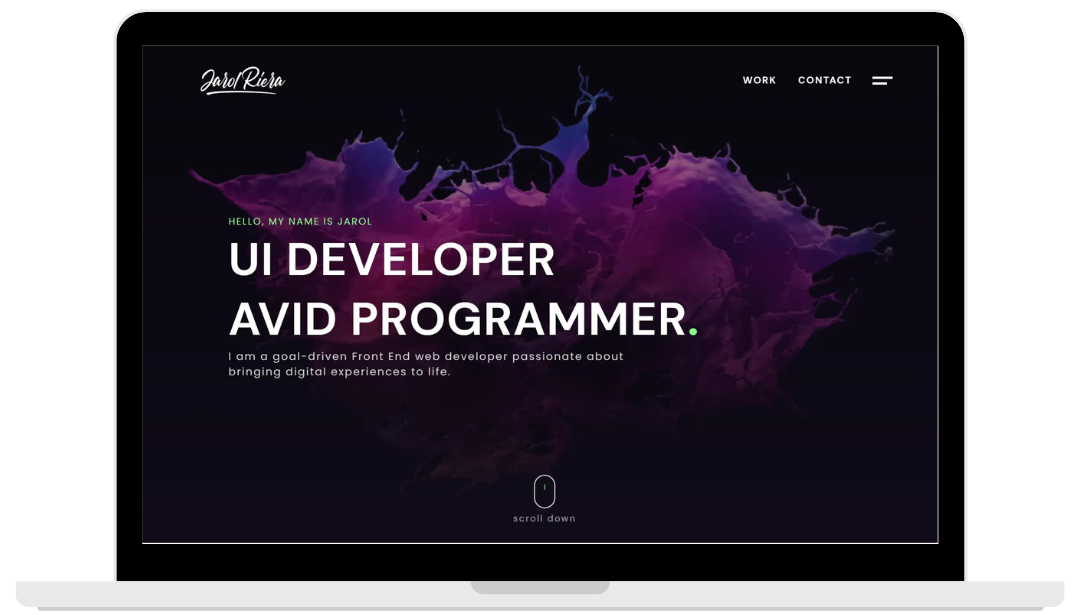 Jarol Riera
WORK CONTACT
HELLO, MY NAME IS JAROL
UI DEVELOPER
AVID PROGRAMMER.
I am a goal-driven Front End web developer passionate about
bringing digital experiences to life.
scroll down